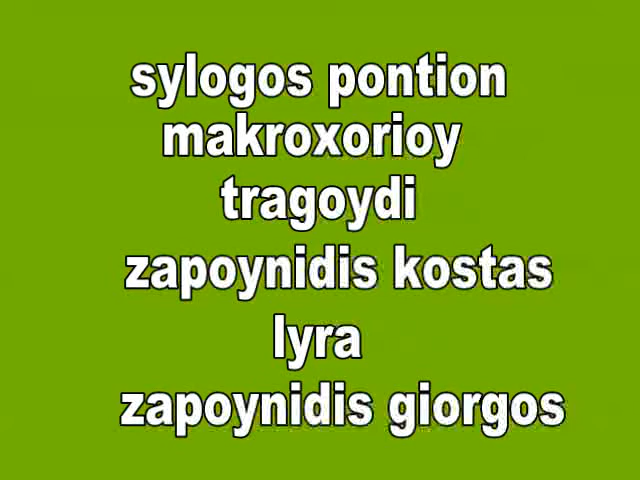 sylogos pontion
makroxorioy
tragoydi
zapoynidis kostas
lyra
zapoynidis giorgos